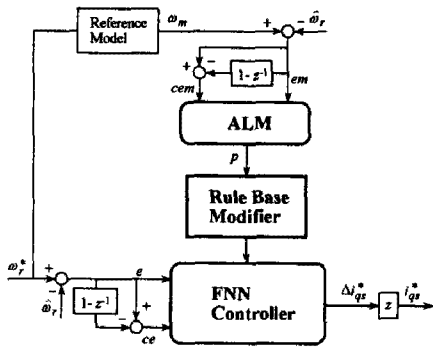 Reference
Model
ω_m
+
−
ω̂_r
+
−
1- z⁻¹
cem
em
ALM
p
Rule Base
Modifier
ω_r*
+
−
ω̂_r
e
1- z⁻¹
+
−
ce
FNN
Controller
Δi_qs*
z
i_qs*